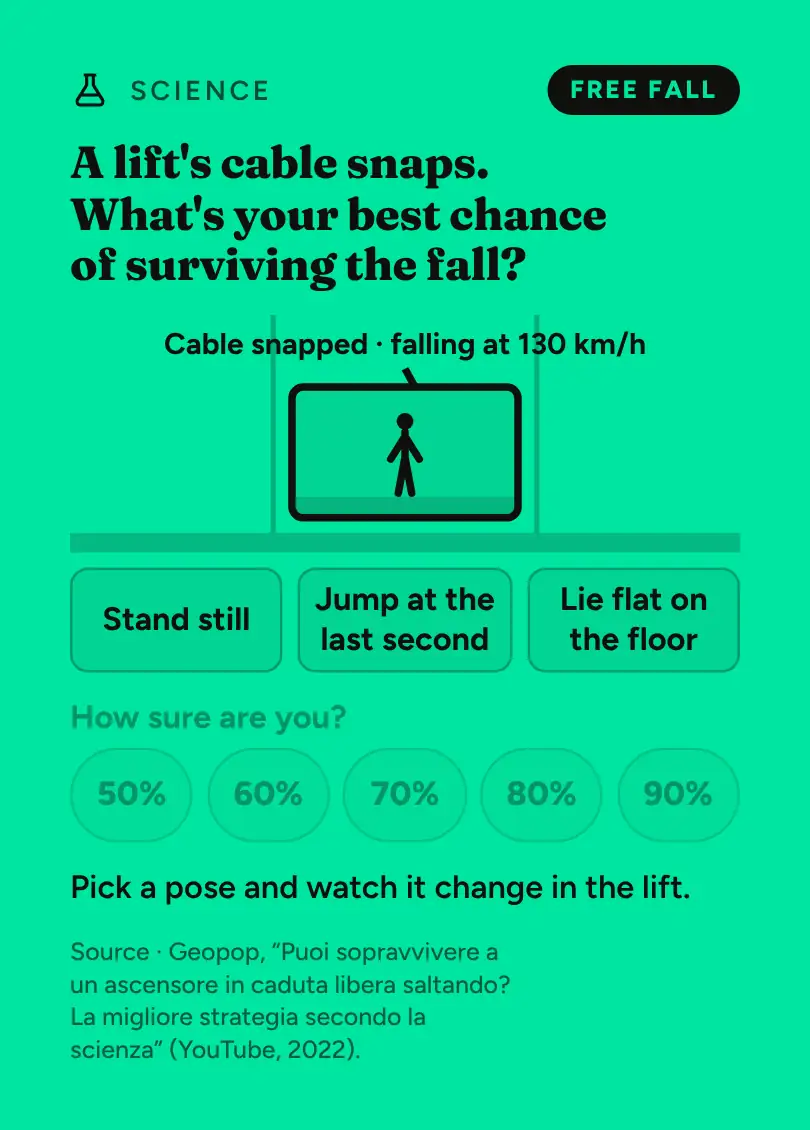 SCIENCE
FREE FALL
A lift's cable snaps.
What's your best chance
of surviving the fall?
Cable snapped · falling at 130 km/h
Stand still
Jump at the
last second
Lie flat on
the floor
How sure are you?
50%
60%
70%
80%
90%
Pick a pose and watch it change in the lift.
Source · Geopop, “Puoi sopravvivere a
un ascensore in caduta libera saltando?
La migliore strategia secondo la
scienza” (YouTube, 2022).